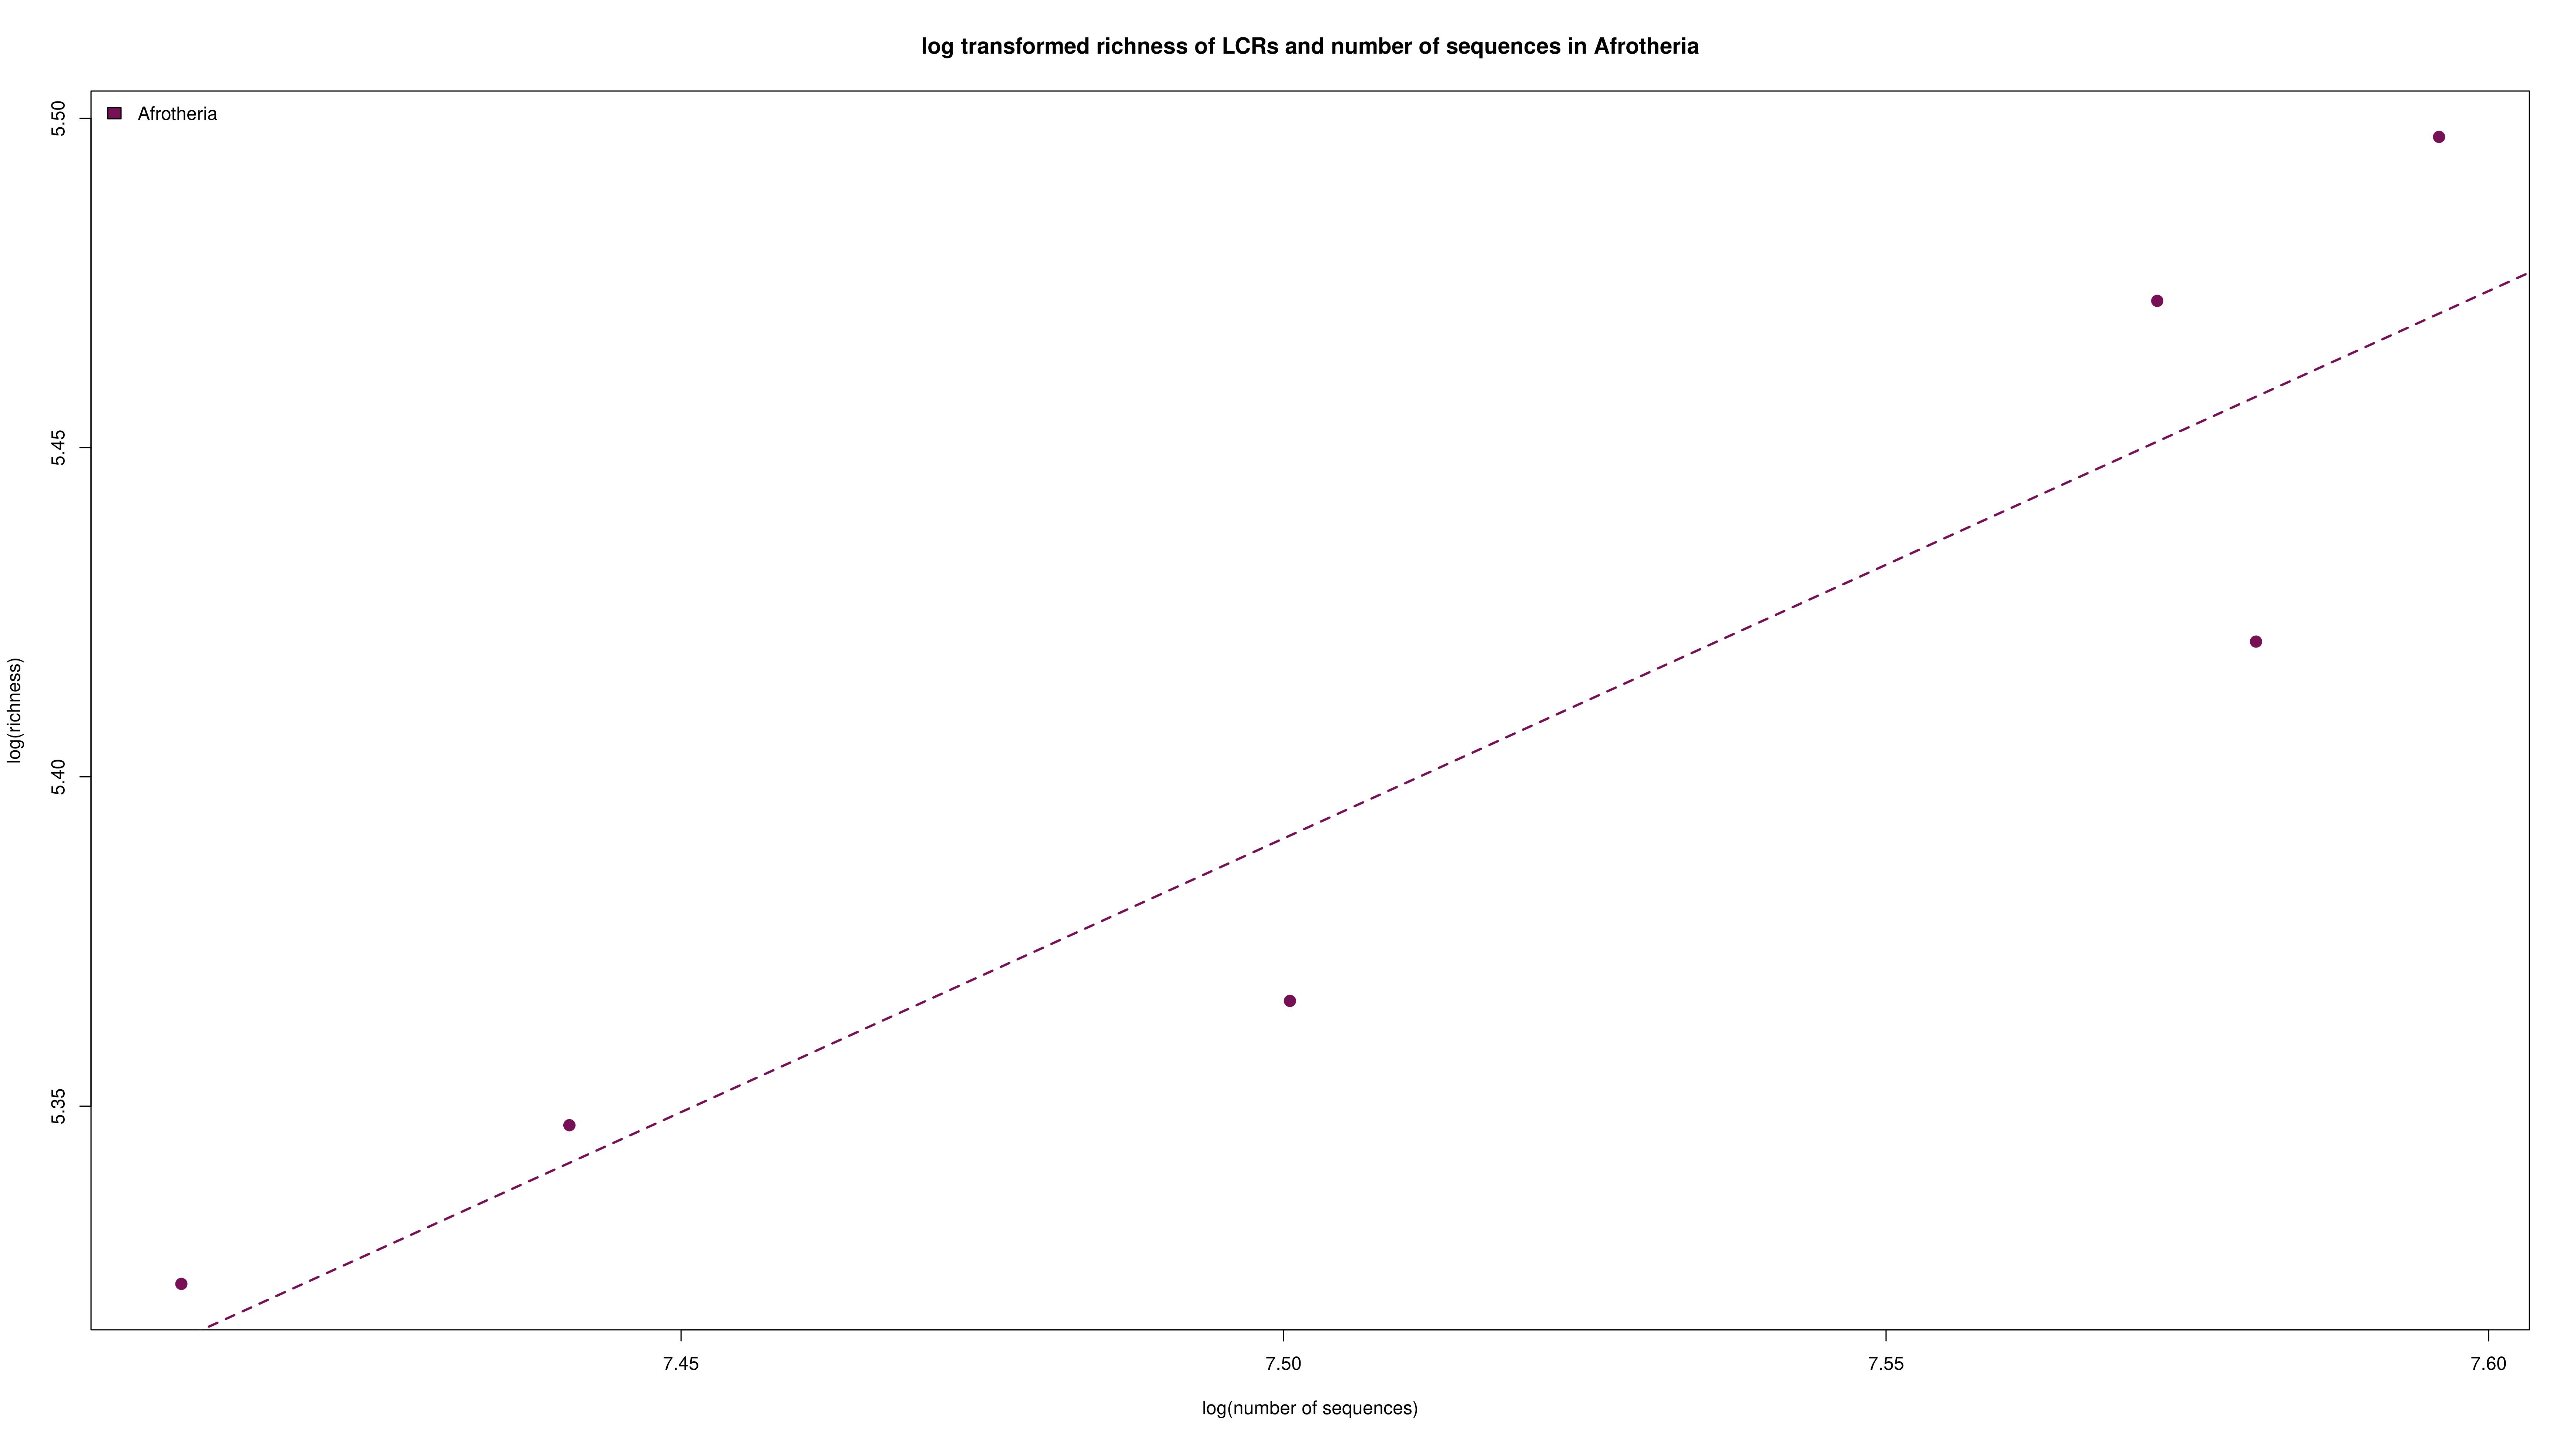 log transformed richness of LCRs and number of sequences in Afrotheria
Afrotheria
5.50
5.45
5.40
5.35
log(richness)
7.45
7.50
7.55
7.60
log(number of sequences)